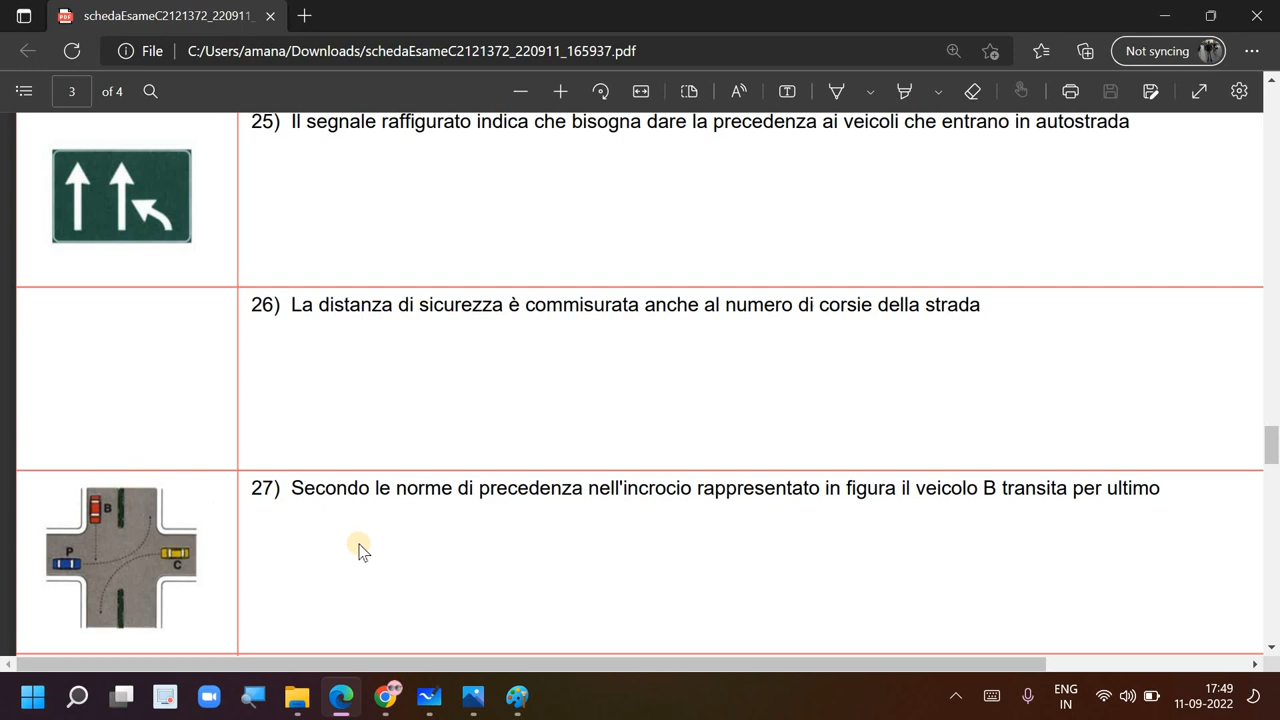 schedaEsameC2121372_220911_
File
C:/Users/amana/Downloads/schedaEsameC2121372_220911_165937.pdf
Not syncing
3 of 4
25) Il segnale raffigurato indica che bisogna dare la precedenza ai veicoli che entrano in autostrada
26) La distanza di sicurezza è commisurata anche al numero di corsie della strada
27) Secondo le norme di precedenza nell'incrocio rappresentato in figura il veicolo B transita per ultimo
B
P
C
ENG
IN
17:49
11-09-2022